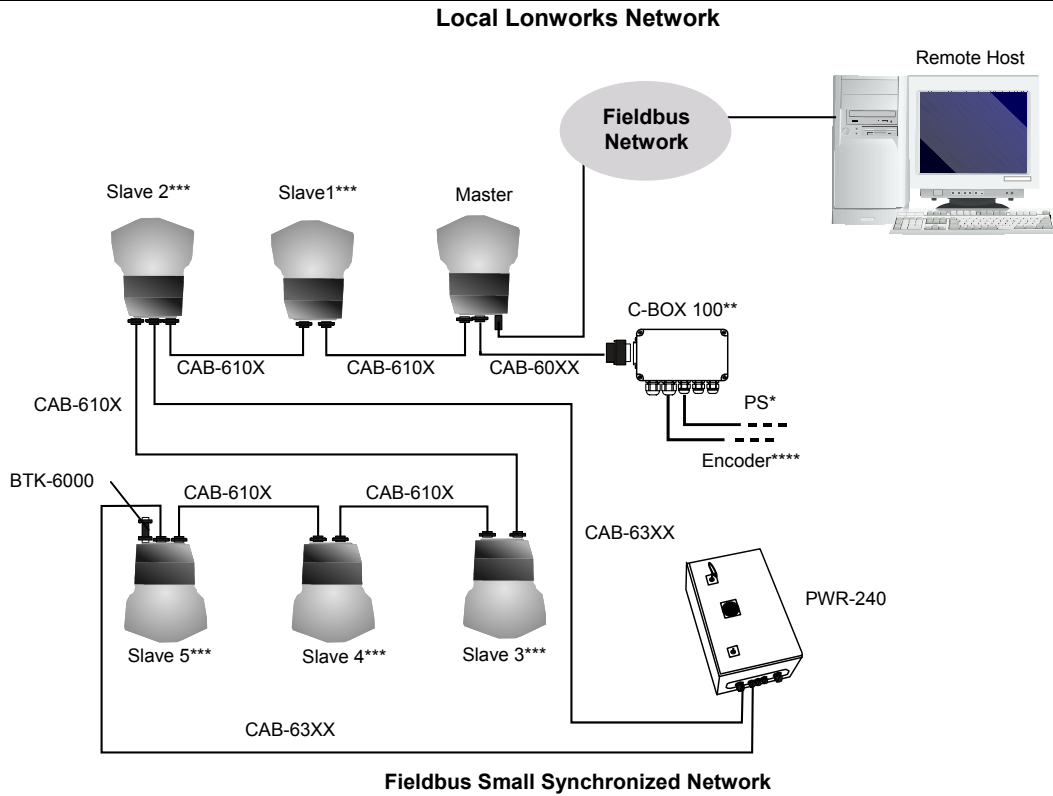 Local Lonworks Network
Remote Host
Fieldbus
Network
Slave 2***
Slave1***
Master
C-BOX 100**
CAB-610X
CAB-610X
CAB-60XX
CAB-610X
PS*
Encoder****
BTK-6000
CAB-610X
CAB-610X
CAB-63XX
PWR-240
Slave 5***
Slave 4***
Slave 3***
CAB-63XX
Fieldbus Small Synchronized Network